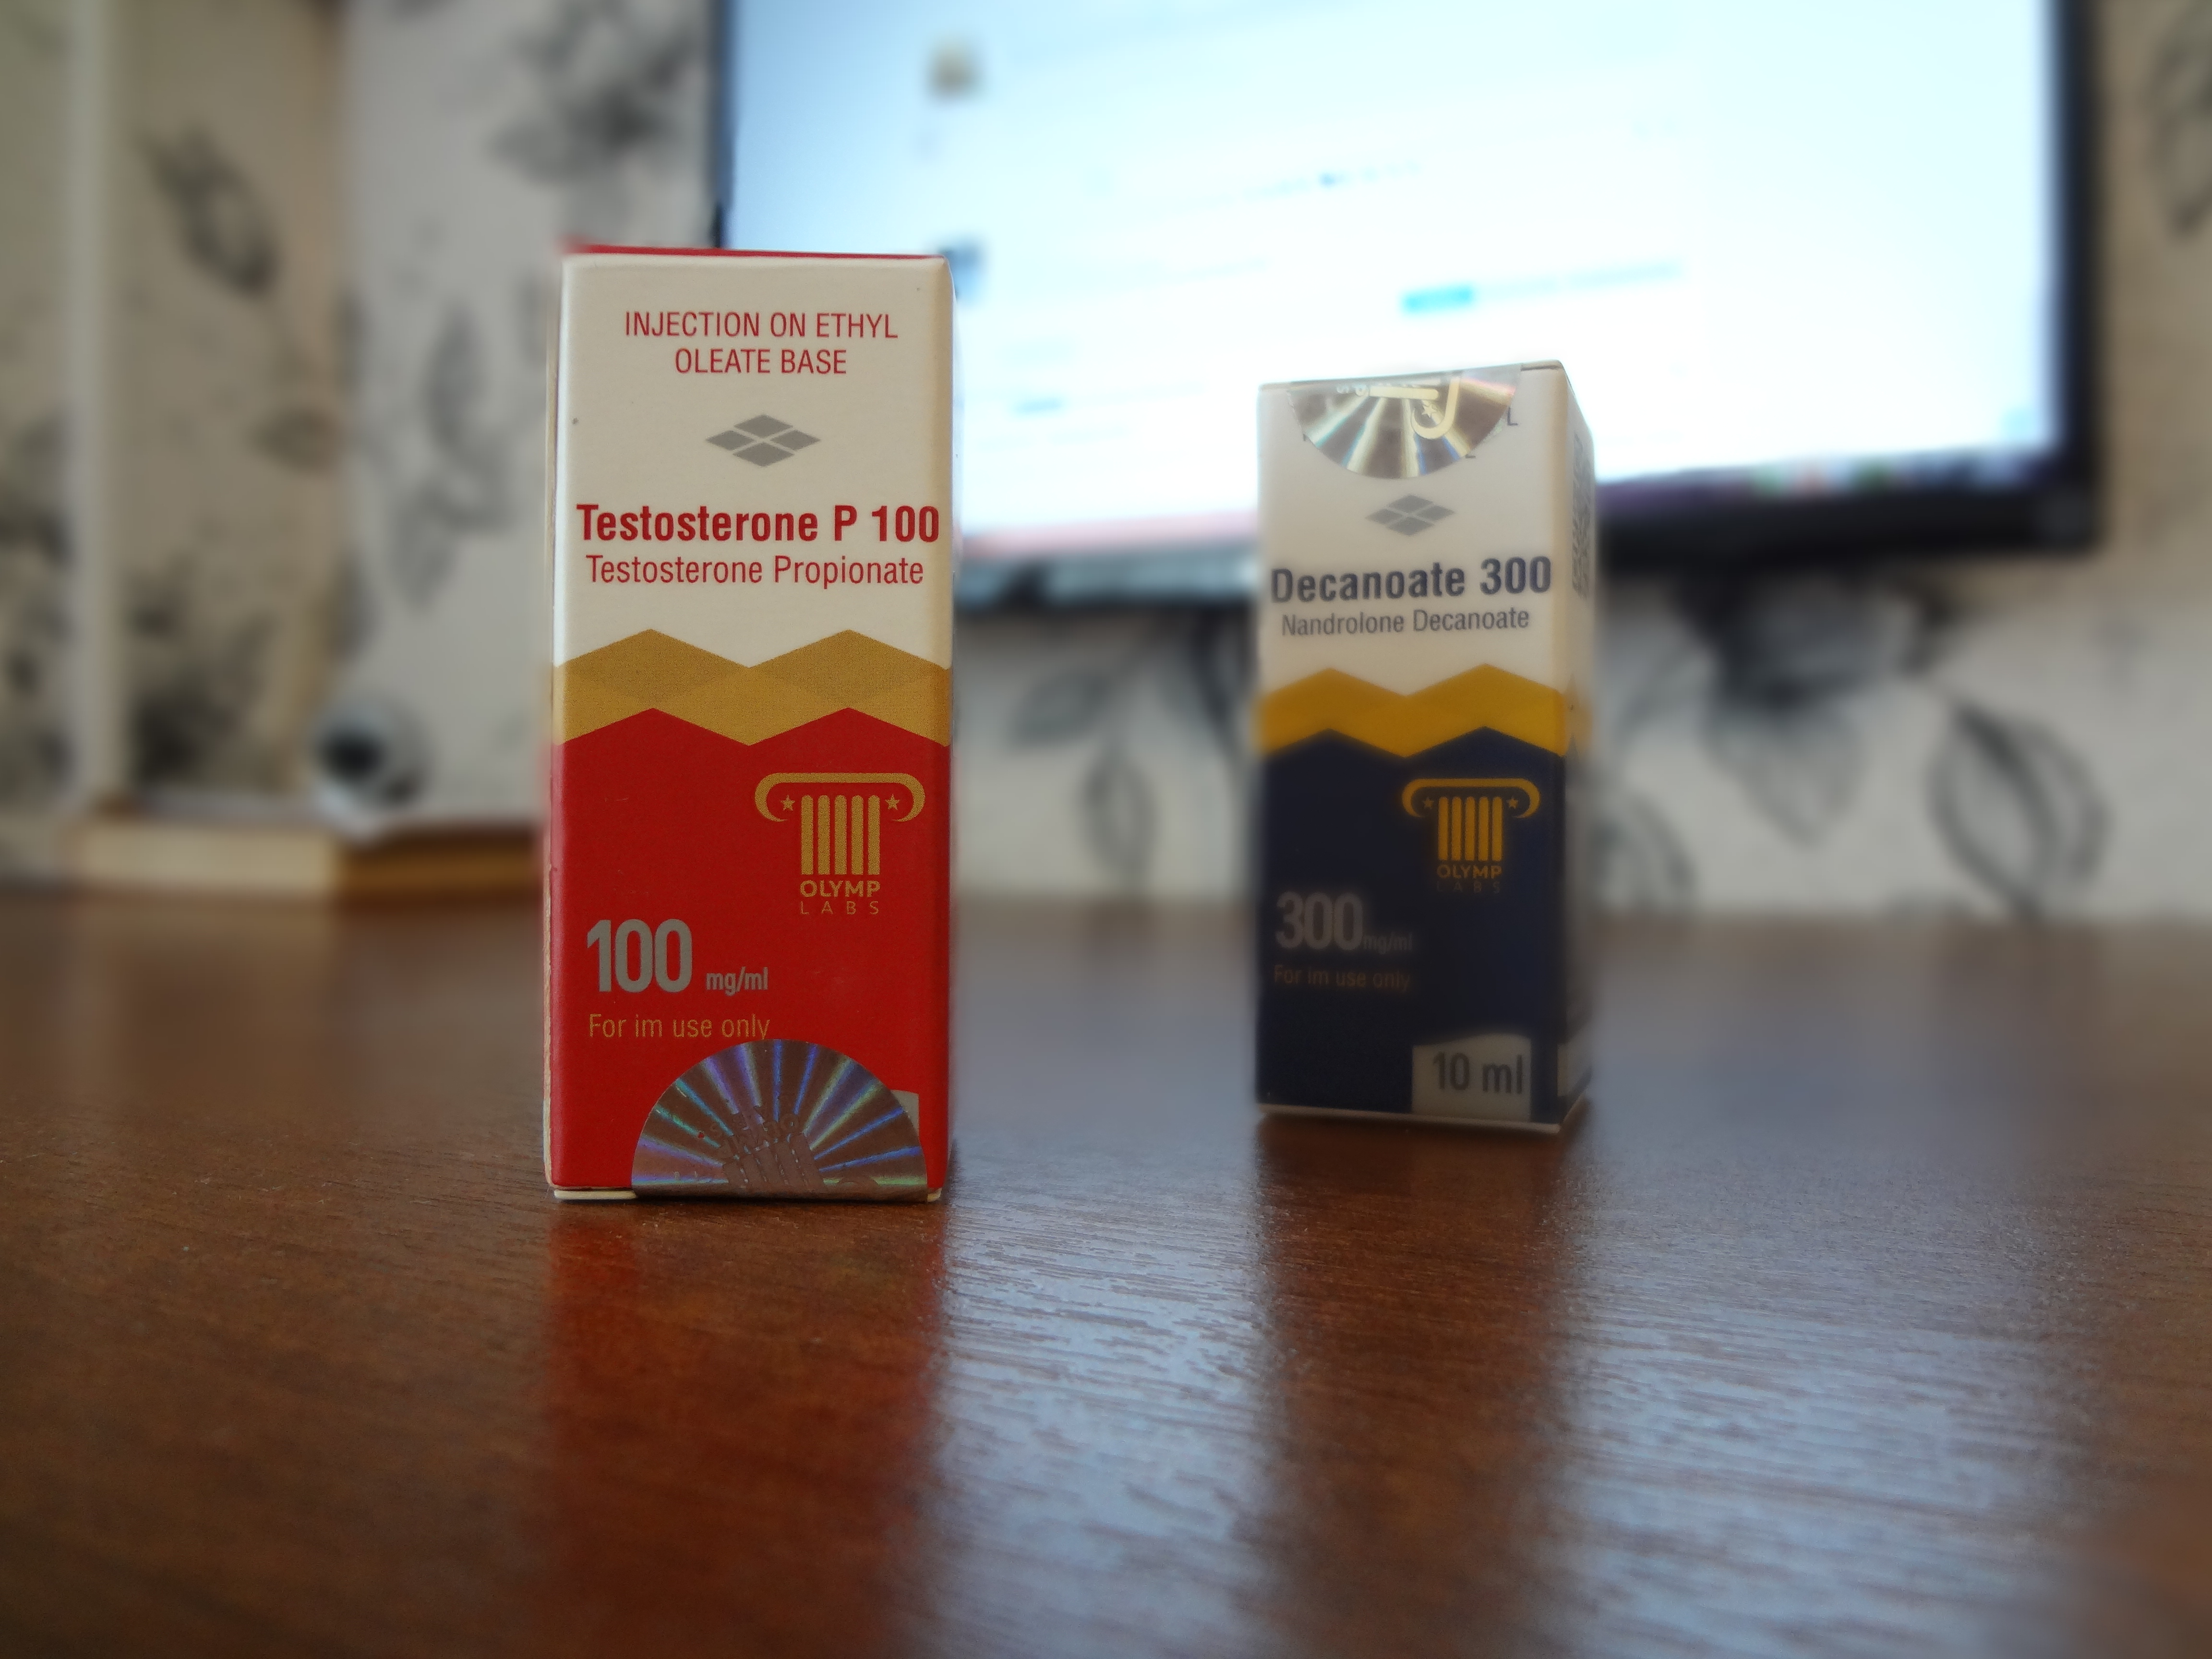 INJECTION ON ETHYL
OLEATE BASE
Testosterone P 100
Testosterone Propionate
OLYMP
LABS
100 mg/ml
For im use only
Decanoate 300
Nandrolone Decanoate
OLYMP
LABS
300 mg/ml
For im use only
10 ml